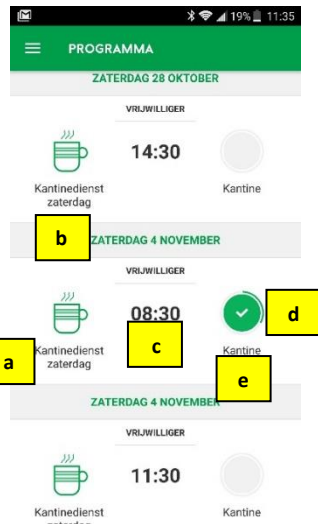 19% 11:35
PROGRAMMA
ZATERDAG 28 OKTOBER
VRIJWILLIGER
14:30
Kantinedienst zaterdag
Kantine
b
ZATERDAG 4 NOVEMBER
VRIJWILLIGER
08:30
d
c
a
Kantinedienst zaterdag
Kantine
e
ZATERDAG 4 NOVEMBER
VRIJWILLIGER
11:30
Kantinedienst
Kantine
zaterdag